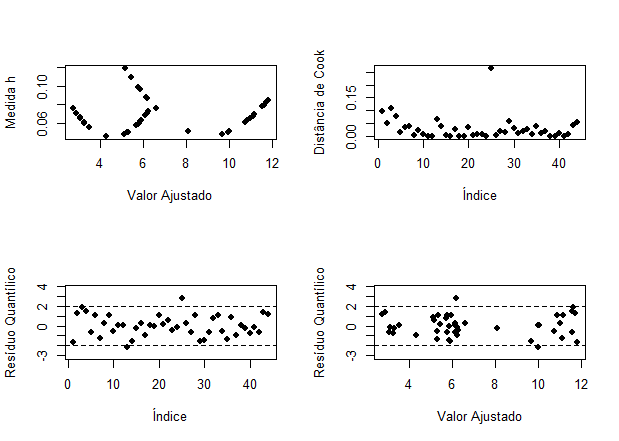 Medida h
0.06 0.10
4 6 8 10 12
Valor Ajustado
Distância de Cook
0.00 0.15
0 10 20 30 40
Índice
Resíduo Quantílico
-3 0 2 4
0 10 20 30 40
Índice
Resíduo Quantílico
-3 0 2 4
4 6 8 10 12
Valor Ajustado